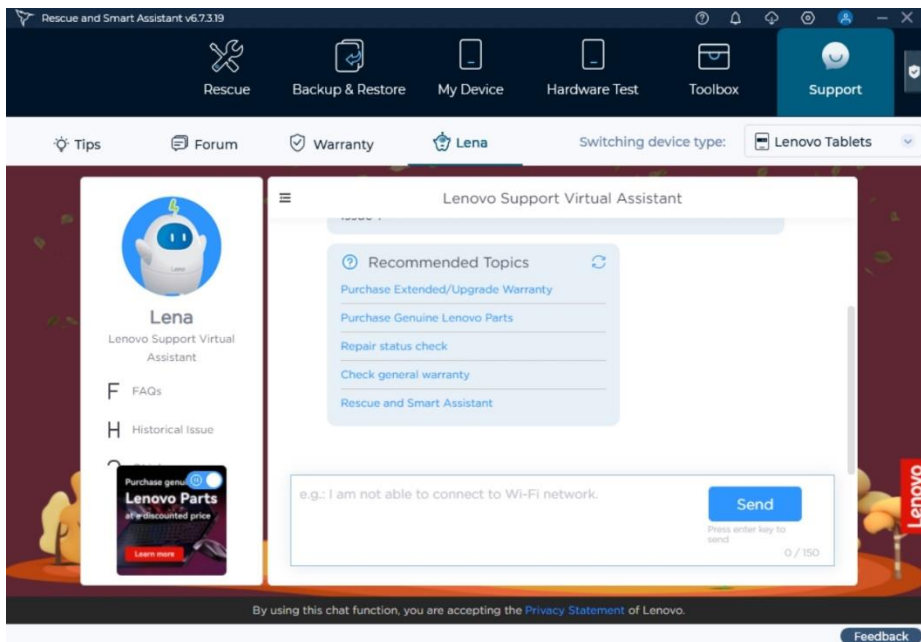 Rescue and Smart Assistant v6.7.3.19
Rescue
Backup & Restore
My Device
Hardware Test
Toolbox
Support
Tips
Forum
Warranty
Lena
Switching device type:
Lenovo Tablets
Lenovo Support Virtual Assistant
Lena
Lena
Lenovo Support Virtual
Assistant
F FAQs
H Historical Issue
Purchase genu
Lenovo Parts
at a discounted price
Learn more
Recommended Topics
Purchase Extended/Upgrade Warranty
Purchase Genuine Lenovo Parts
Repair status check
Check general warranty
Rescue and Smart Assistant
e.g.: I am not able to connect to Wi-Fi network.
Send
Press enter key to
send
0 / 150
Lenovo
By using this chat function, you are accepting the Privacy Statement of Lenovo.
Feedback